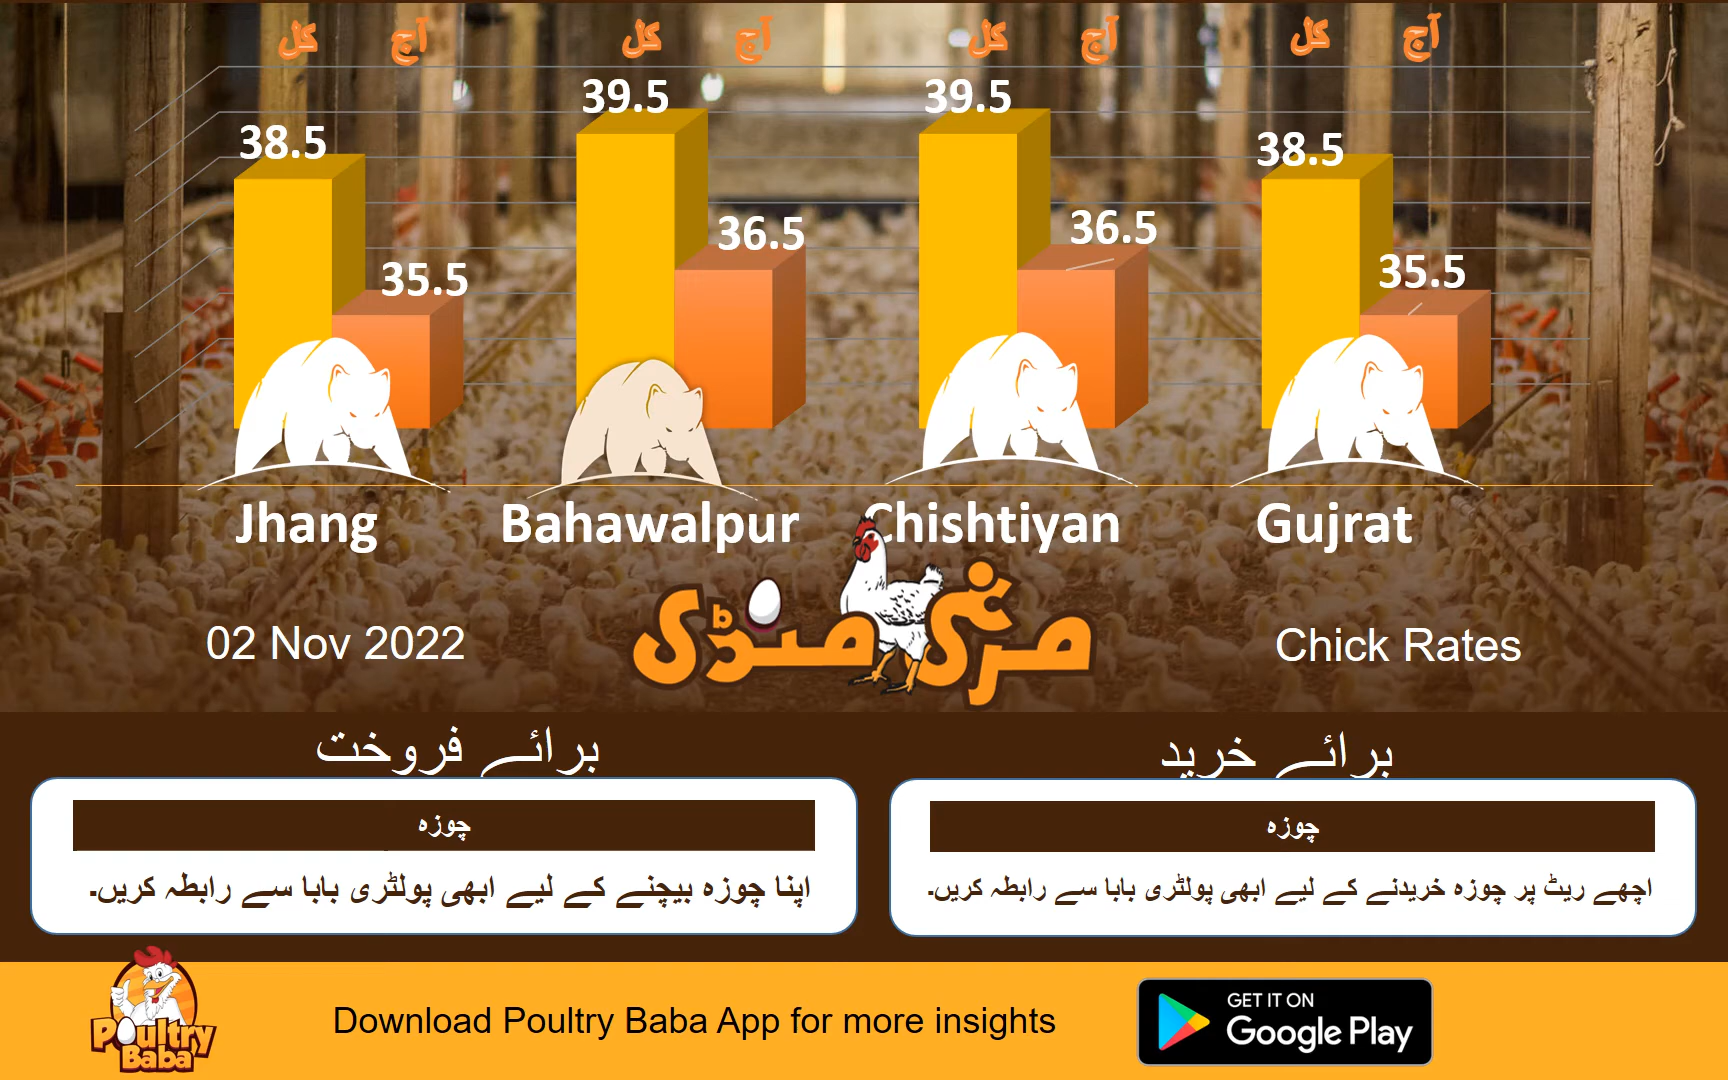 کل آج کل آج کل آج کل آج
38.5 35.5 39.5 36.5 39.5 36.5 38.5 35.5
Jhang Bahawalpur Chishtiyan Gujrat
مرغی منڈی
02 Nov 2022
Chick Rates
برائے فروخت
چوزہ
اپنا چوزہ بیچنے کے لیے ابھی پولٹری بابا سے رابطہ کریں۔
برائے خرید
چوزہ
اچھے ریٹ پر چوزہ خریدنے کے لیے ابھی پولٹری بابا سے رابطہ کریں۔
Poultry
Baba
Download Poultry Baba App for more insights
GET IT ON
Google Play